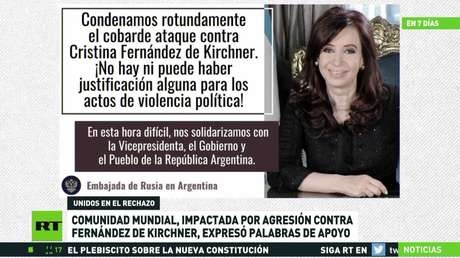 EN 7 DÍAS
Condenamos rotundamente
el cobarde ataque contra
Cristina Fernández de Kirchner.
¡No hay ni puede haber
justificación alguna para los
actos de violencia política!
En esta hora difícil, nos solidarizamos con
la Vicepresidenta, el Gobierno y
el Pueblo de la República Argentina.
Embajada de Rusia en Argentina
UNIDOS EN EL RECHAZO
RT
COMUNIDAD MUNDIAL, IMPACTADA POR AGRESIÓN CONTRA
FERNÁNDEZ DE KIRCHNER, EXPRESÓ PALABRAS DE APOYO
EL PLEBISCITO SOBRE LA NUEVA CONSTITUCIÓN
SIGA RT EN
NOTICIAS